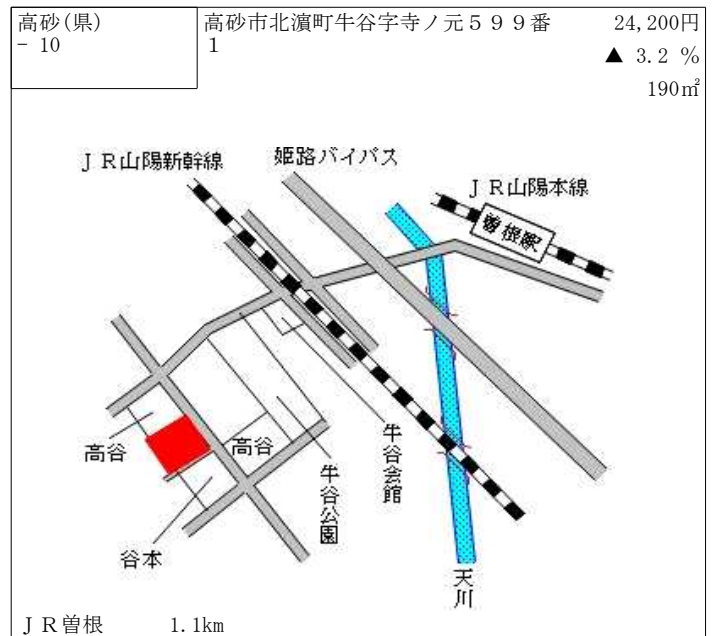 高砂(県)
- 10
高砂市北濵町牛谷字寺ノ元５９９番
1
24,200円
▲ 3.2 %
190㎡
ＪＲ山陽新幹線
姫路バイパス
ＪＲ山陽本線
曽根駅
高谷
高谷
谷本
牛谷公園
牛谷会館
天川
ＪＲ曽根 1.1km